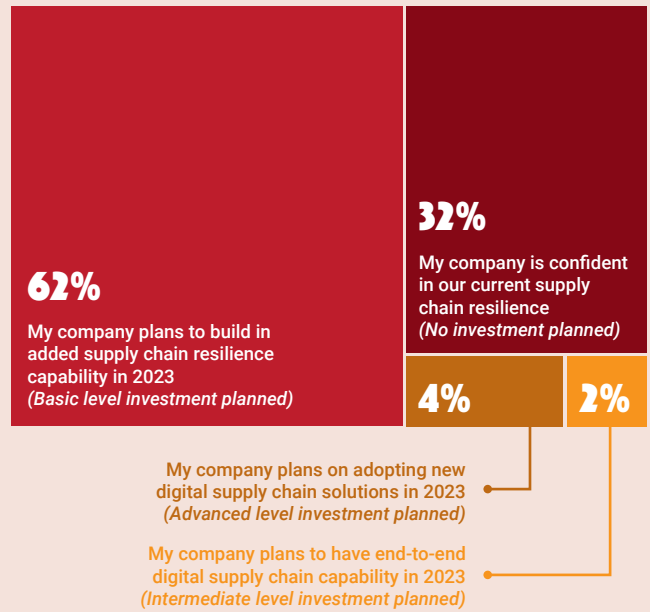 62%
My company plans to build in
added supply chain resilience
capability in 2023
(Basic level investment planned)
32%
My company is confident
in our current supply
chain resilience
(No investment planned)
4%
2%
My company plans on adopting new
digital supply chain solutions in 2023
(Advanced level investment planned)
My company plans to have end-to-end
digital supply chain capability in 2023
(Intermediate level investment planned)